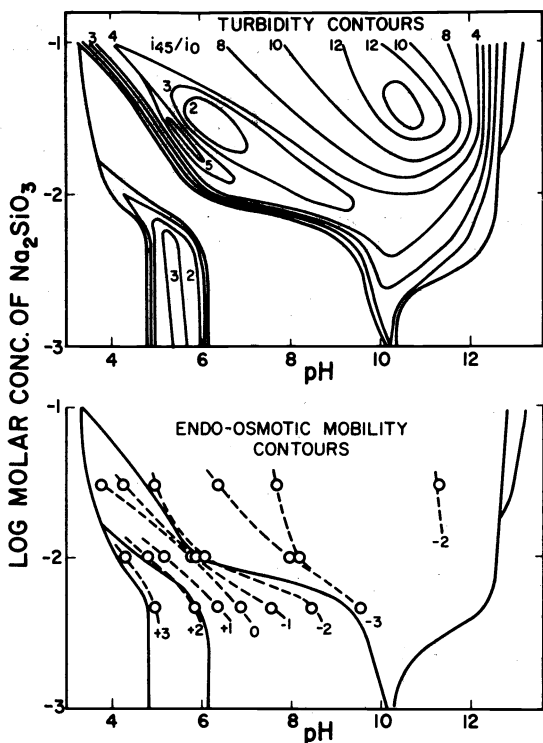 TURBIDITY CONTOURS
3 4 i45/i0 8 10 12 12 10 8 4
3
2
5
3 2
-1
-2
-3
4 6 8 10 12
pH
LOG MOLAR CONC. OF Na2SiO3
ENDO-OSMOTIC MOBILITY
CONTOURS
-2
+3 +2 +1 0 -1 -2 -3
-1
-2
-3
4 6 8 10 12
pH